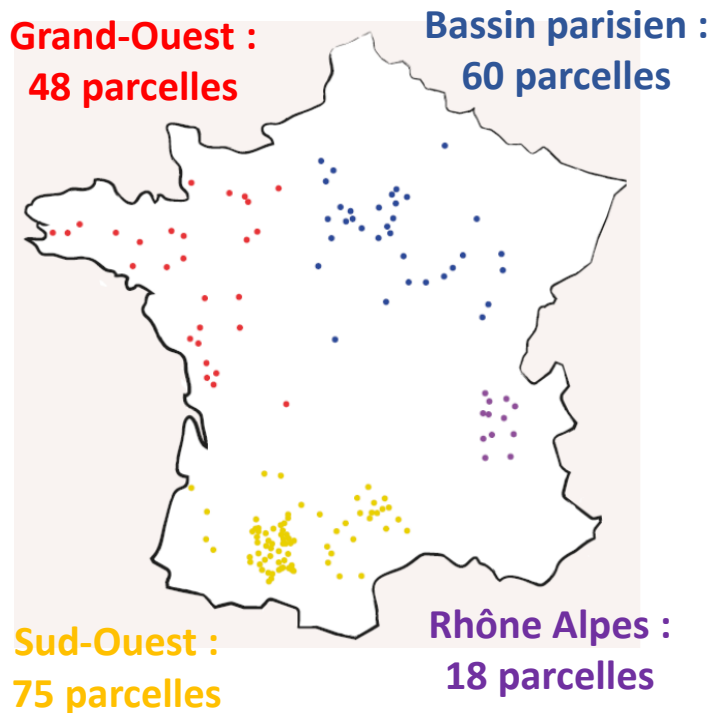 Grand-Ouest :
48 parcelles
Bassin parisien :
60 parcelles
Sud-Ouest :
75 parcelles
Rhône Alpes :
18 parcelles